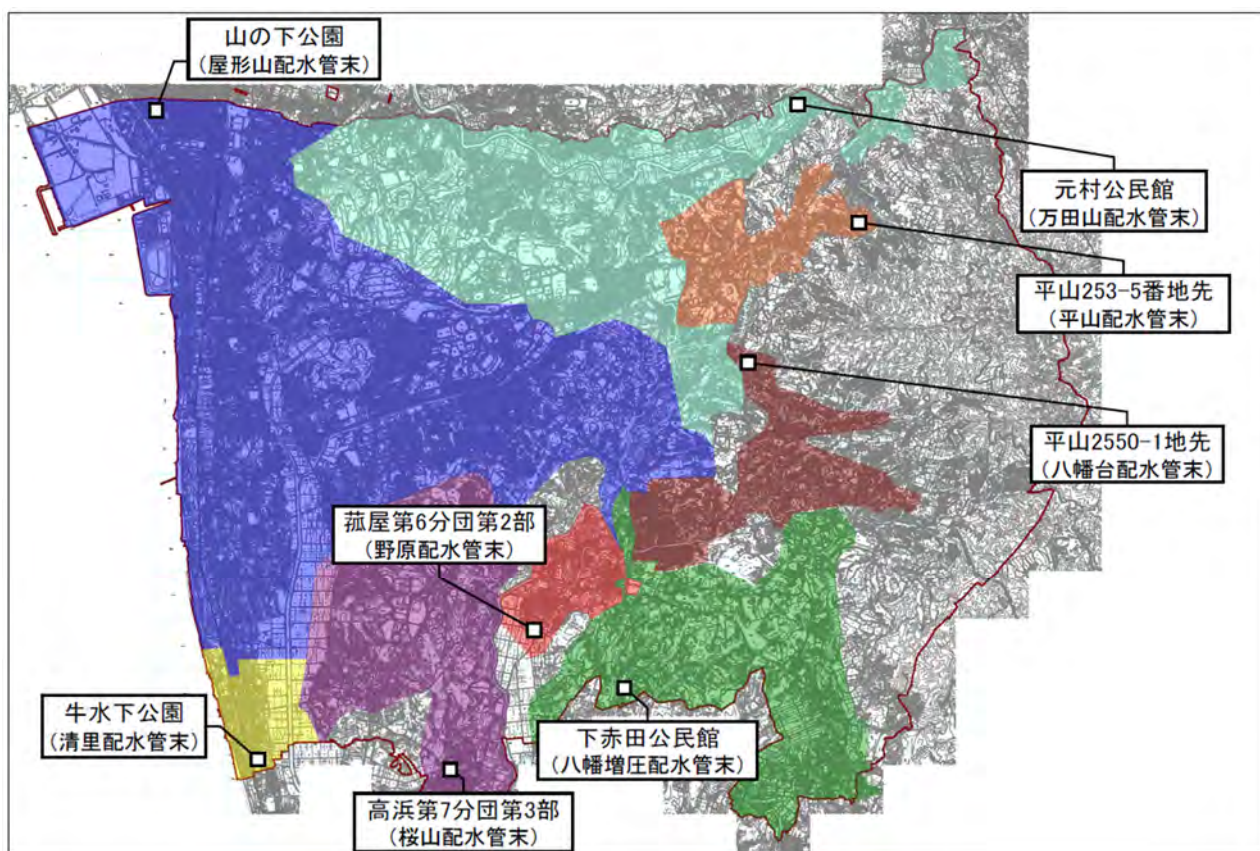 山の下公園
(屋形山配水管末)
元村公民館
(万田山配水管末)
平山253-5番地先
(平山配水管末)
平山2550-1地先
(八幡台配水管末)
菰屋第6分団第2部
(野原配水管末)
牛水下公園
(清里配水管末)
下赤田公民館
(八幡増圧配水管末)
高浜第7分団第3部
(桜山配水管末)